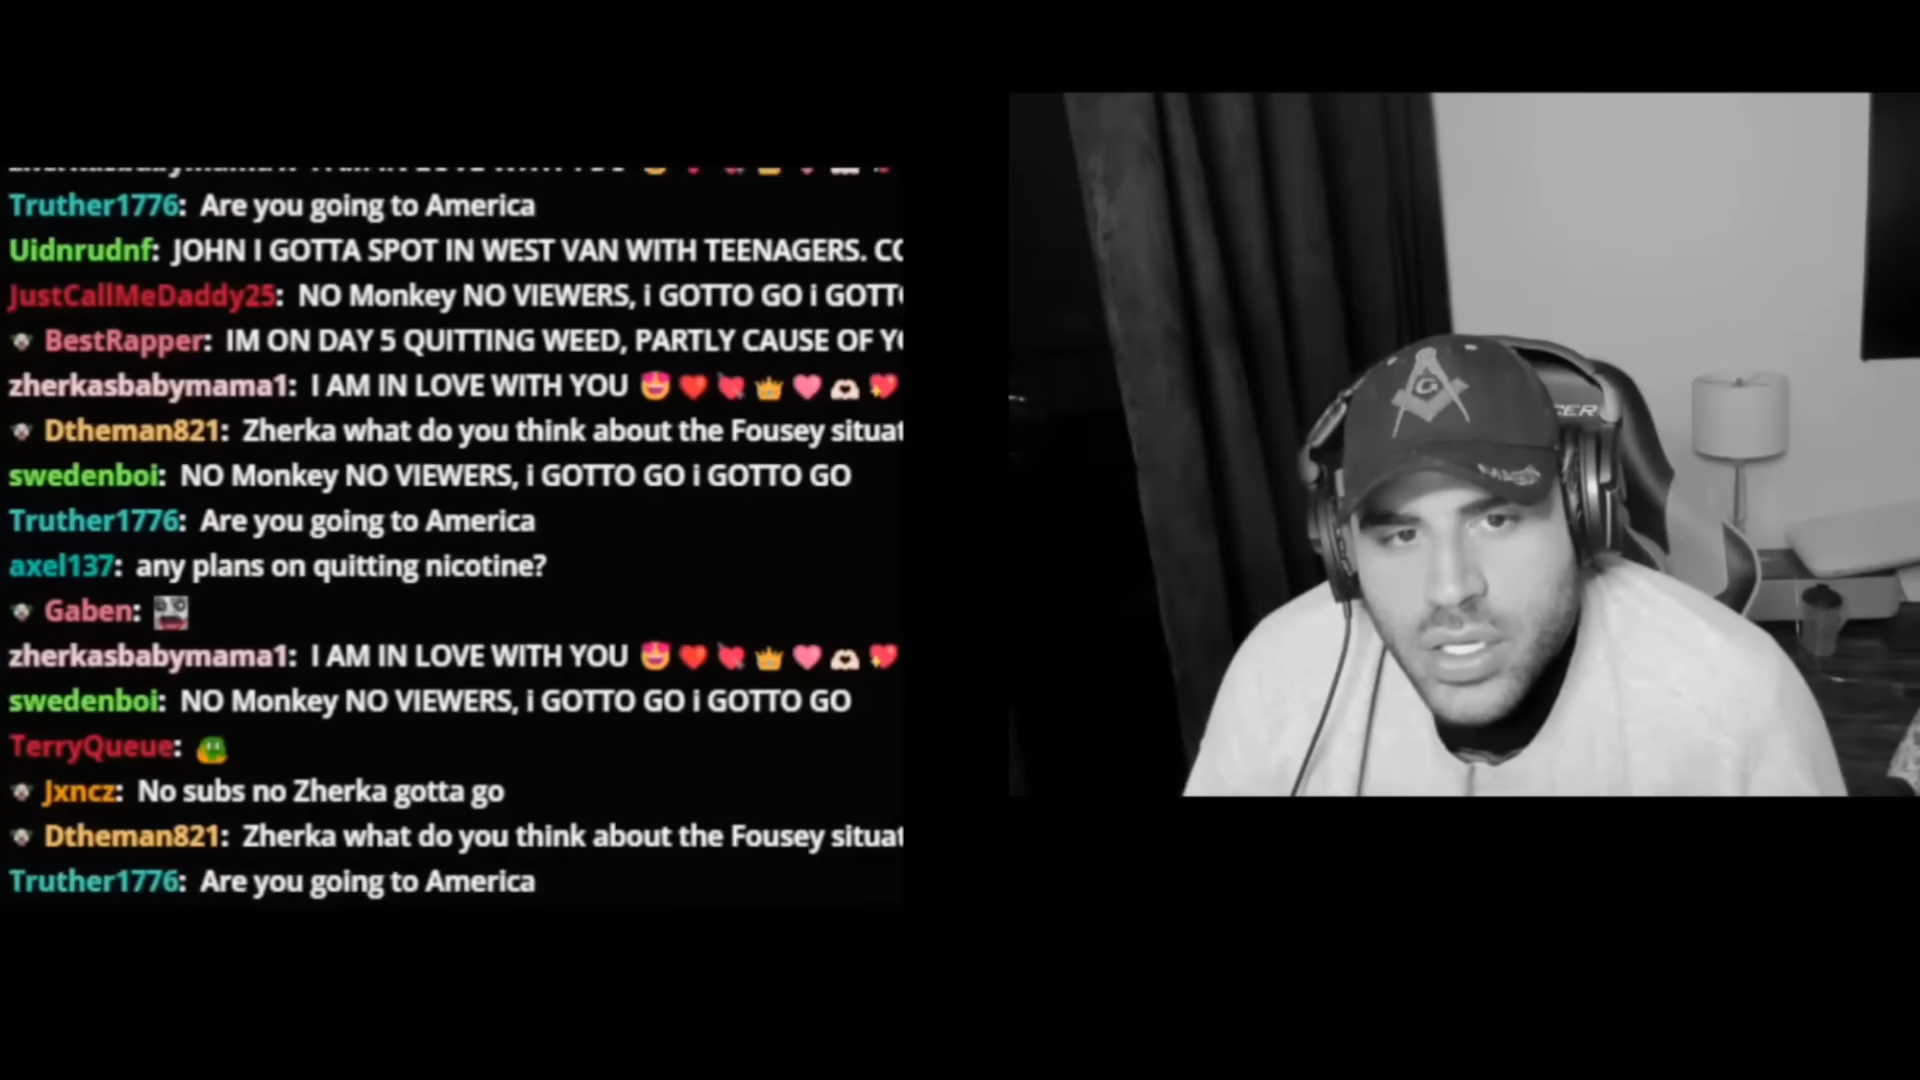 Truther1776: Are you going to America
Uidnrudnf: JOHN I GOTTA SPOT IN WEST VAN WITH TEENAGERS.
JustCallMeDaddy25: NO Monkey NO VIEWERS, i GOTTO GO i
BestRapper: IM ON DAY 5 QUITTING WEED, PARTLY CAUSE OF
zherkasbabymama1: I AM IN LOVE WITH YOU 😍 ❤️ 💘 👑 🩷 🫶🏻 💖
Dtheman821: Zherka what do you think about the Fousey
swedenboi: NO Monkey NO VIEWERS, i GOTTO GO i GOTTO GO
Truther1776: Are you going to America
axel137: any plans on quitting nicotine?
Gaben:
zherkasbabymama1: I AM IN LOVE WITH YOU 😍 ❤️ 💘 👑 🩷 🫶🏻 💖
swedenboi: NO Monkey NO VIEWERS, i GOTTO GO i GOTTO GO
TerryQueue:
Jxncz: No subs no Zherka gotta go
Dtheman821: Zherka what do you think about the Fousey
Truther1776: Are you going to America
G